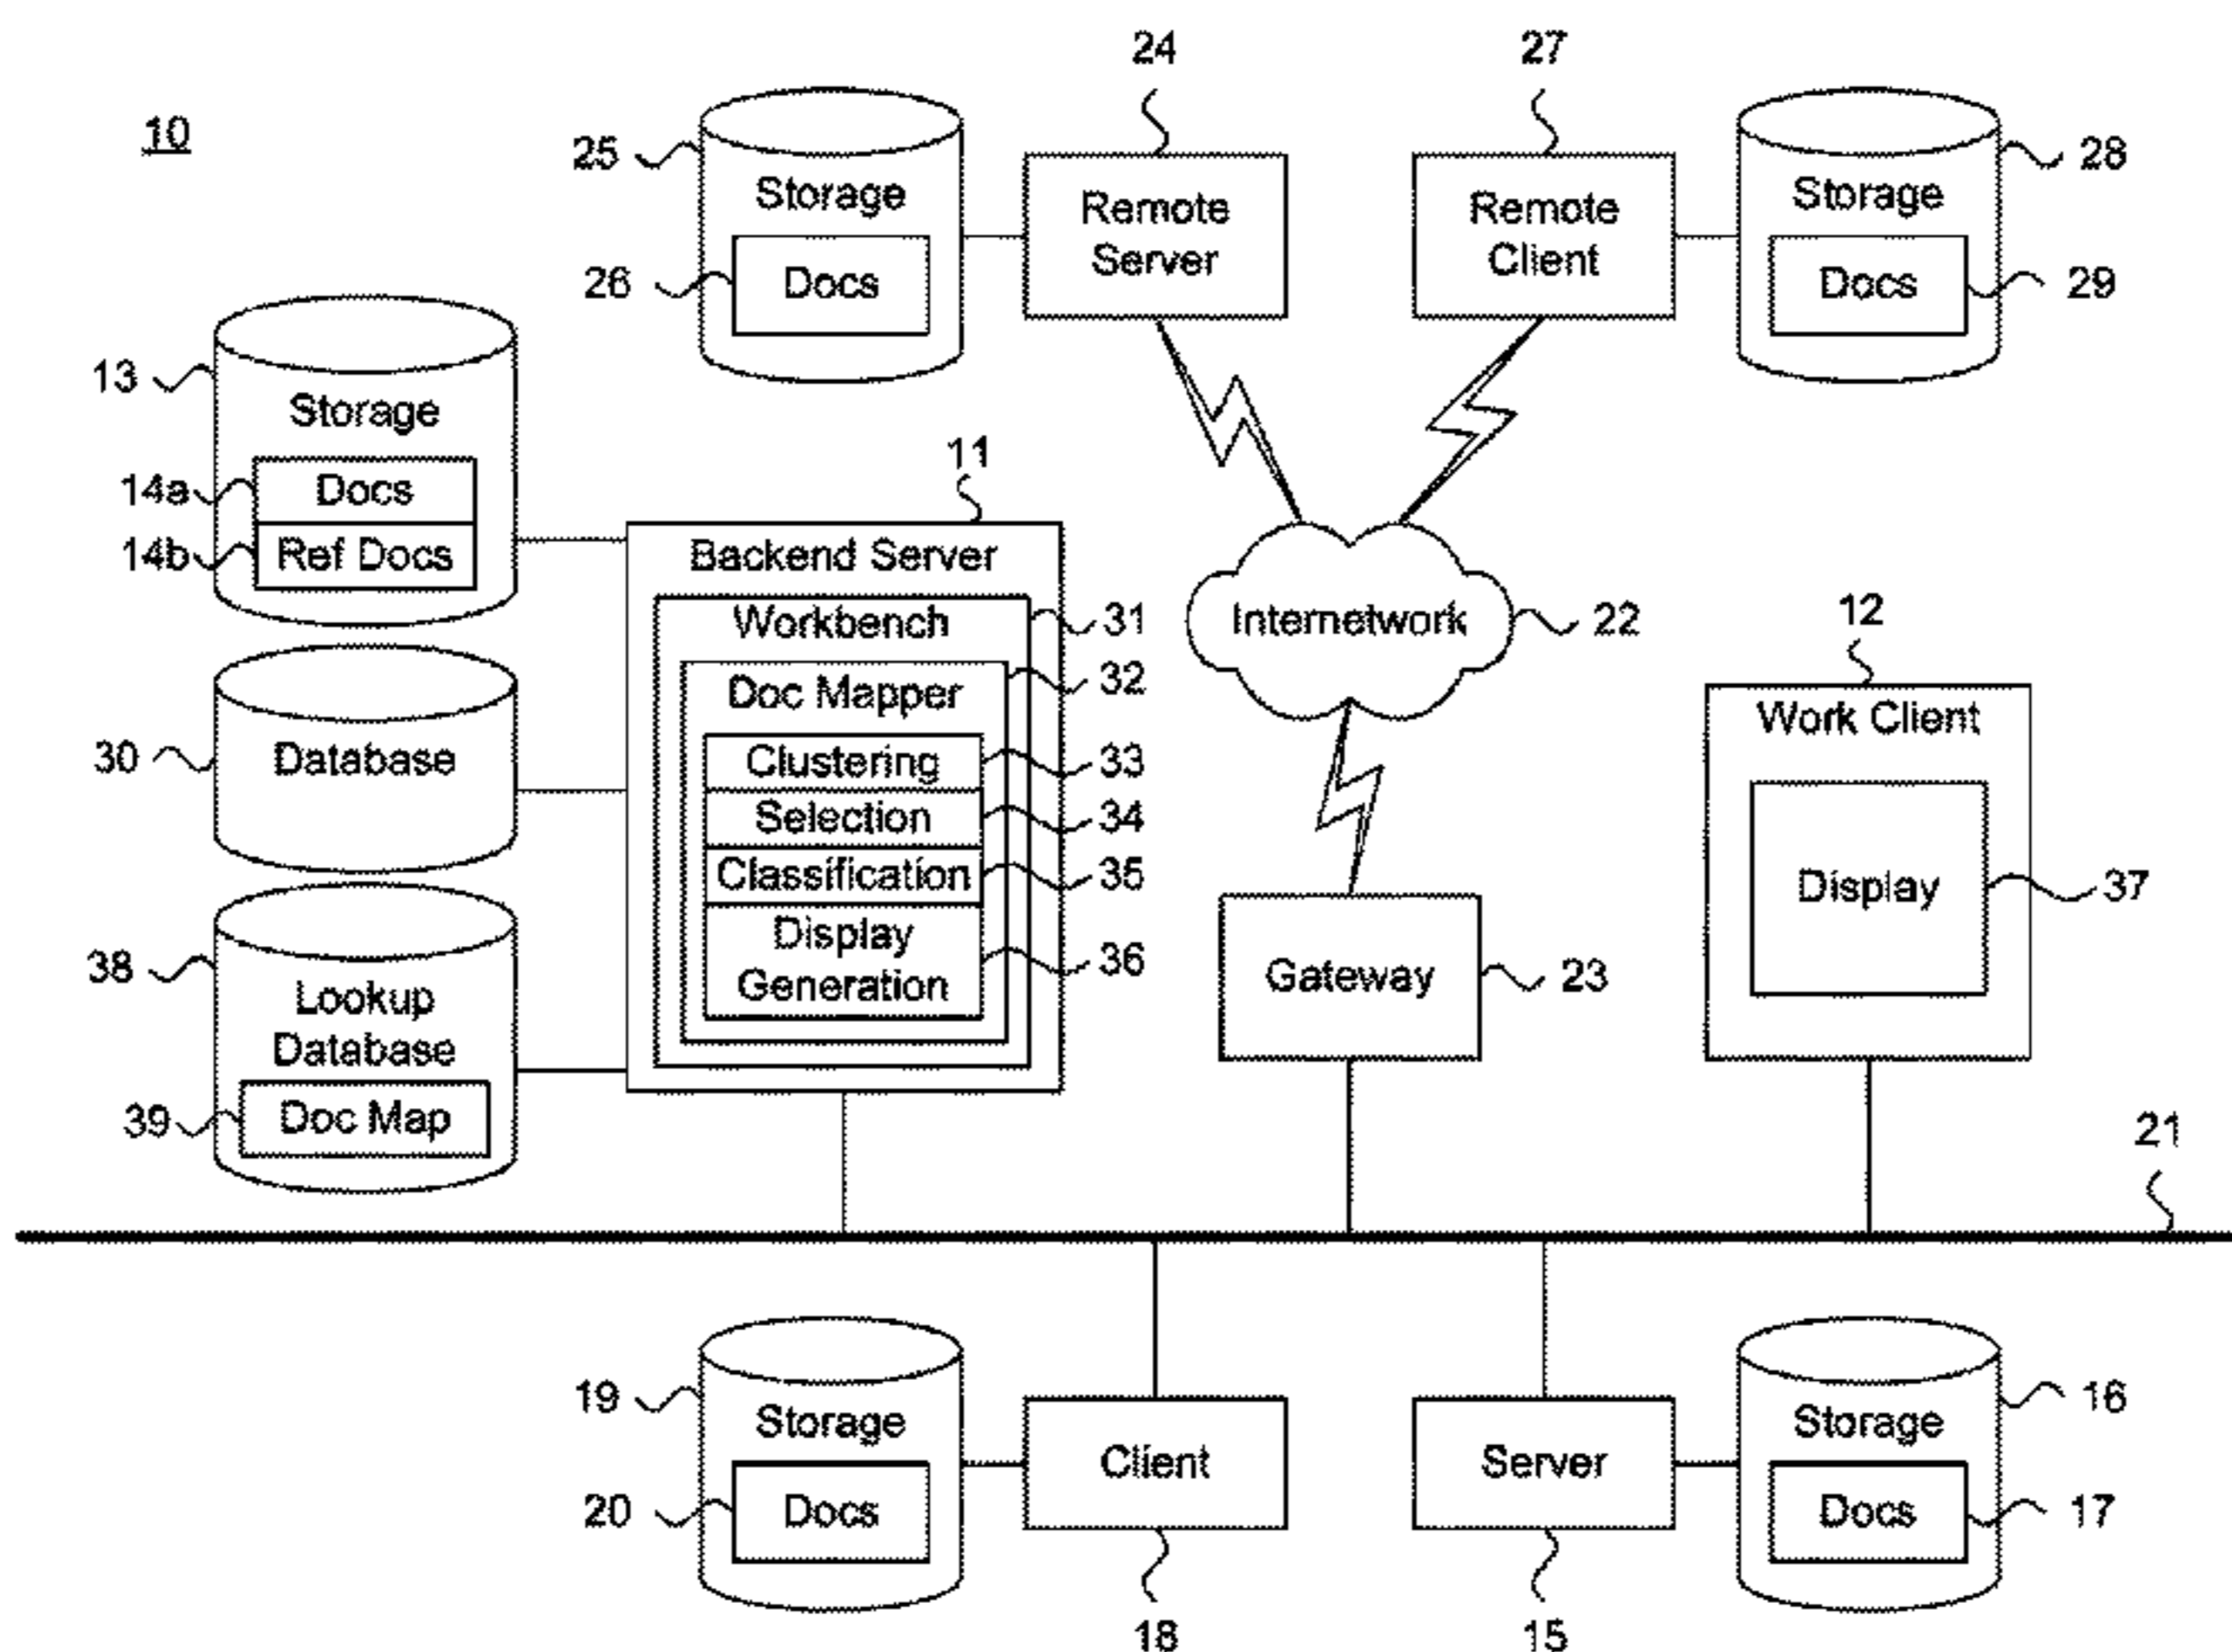 10
24
27
25
Storage
Remote
Server
26
Docs
Remote
Client
Storage
28
Docs
29
13
Storage
14a
Docs
14b
Ref Docs
11
Backend Server
Workbench
31
Doc Mapper
32
Clustering
33
Selection
34
Classification
35
Display
Generation
36
Internetwork
22
12
Work Client
Display
37
30
Database
38
Lookup
Database
39
Doc Map
Gateway
23
21
19
Storage
20
Docs
Client
18
Server
15
Storage
16
Docs
17